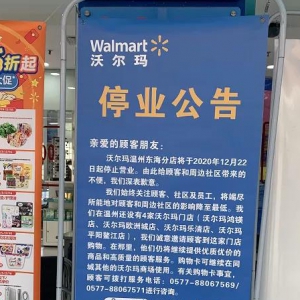 Walmart
沃尔玛
停业公告
亲爱的顾客朋友：
沃尔玛温州东海分店将于2020年12月22
日起停止营业。由此给顾客和周边社区带来的
不便，我们深表歉意。
我们始终关注顾客、社区及员工，将竭尽
所能地对顾客和周边社区的影响降至最低。我
们在温州还设有4家沃尔玛门店（沃尔玛鸿锦
店、沃尔玛欧洲城店、沃尔玛乐清店、沃尔玛
平阳鳌江店），我们诚意邀请顾客到这家门店
购物。在那里，他们仍将继续提供优质优价的
商品和高质量的顾客服务。购物卡可继续在同
城其他的沃尔玛商场使用。有关购物卡事宜，
顾客可拨打服务电话：0577-88067569/
0577-88067571进行咨询。
折起
大促